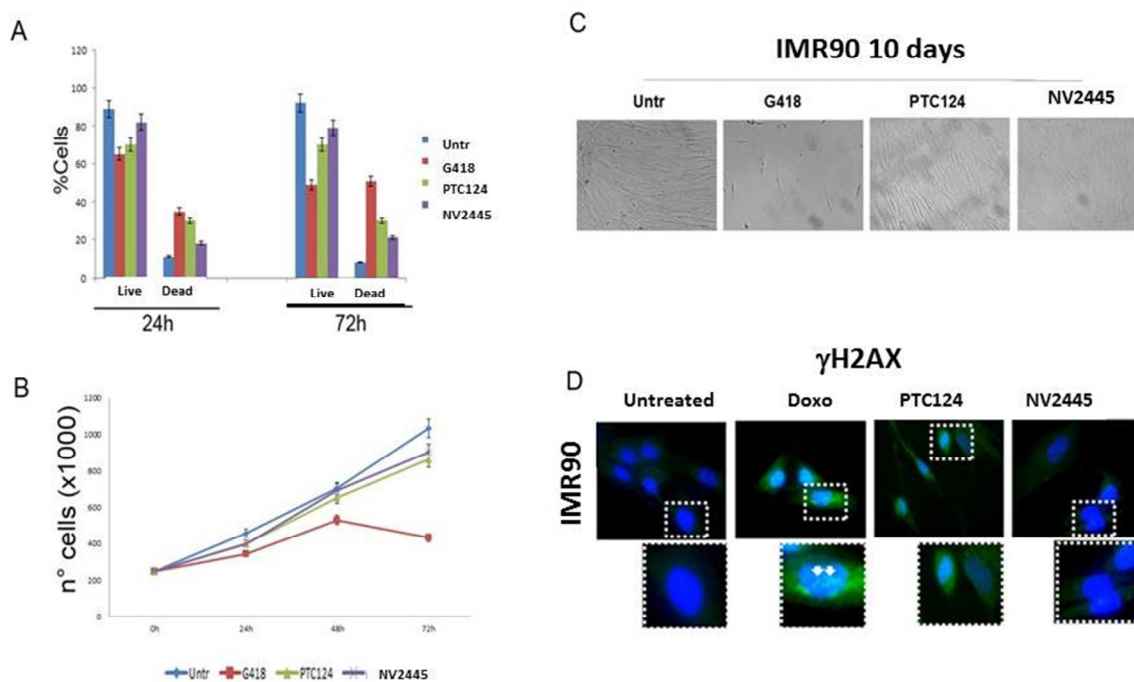 A
120
100
80
60
40
20
0
%Cells
Live Dead Live Dead
24h 72h
Untr
G418
PTC124
NV2445
B
1200
1000
800
600
400
200
0
n° cells (x1000)
0h 24h 48h 72h
Untr G418 PTC124 NV2445
C
IMR90 10 days
Untr G418 PTC124 NV2445
D
γH2AX
Untreated Doxo PTC124 NV2445
IMR90